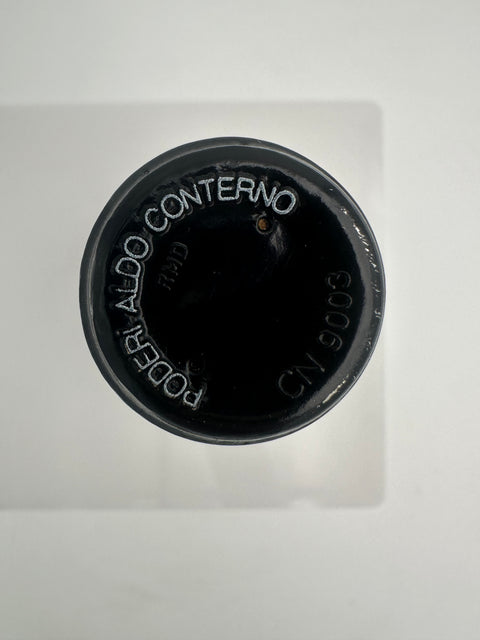 PODERI ALDO CONTERNO
RMD
CN 9003